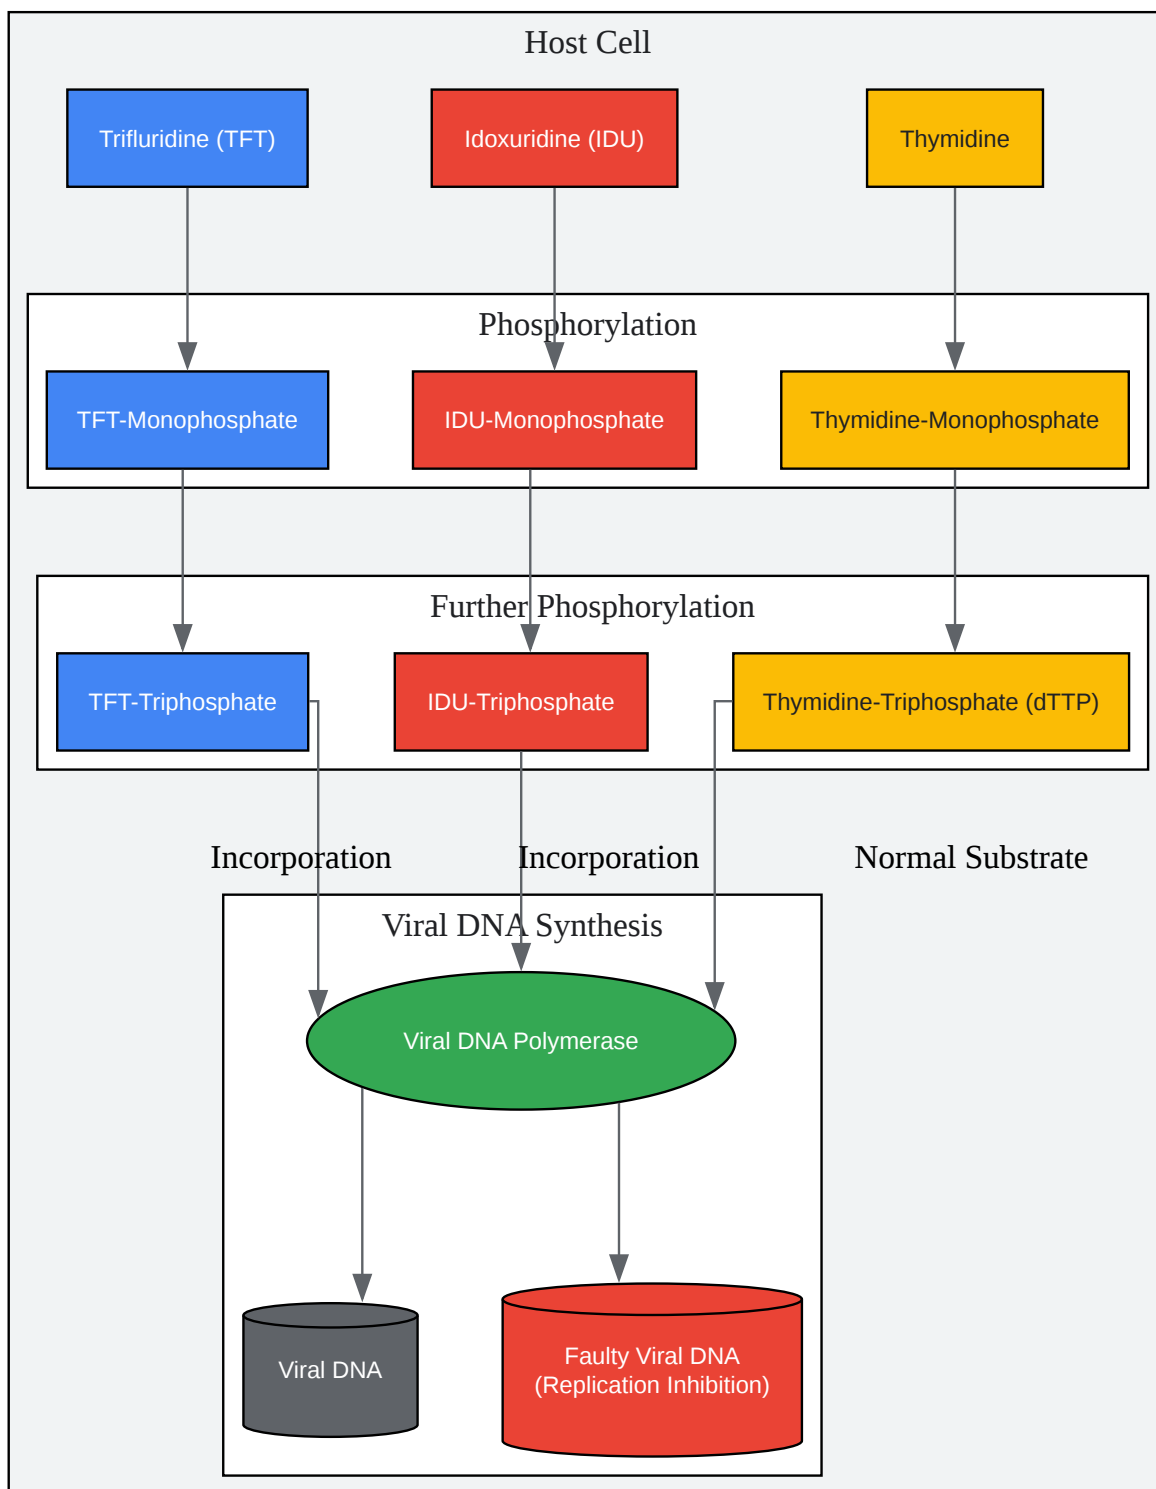 Host Cell
Trifluridine (TFT)
Idoxuridine (IDU)
Thymidine
Phosphorylation
TFT-Monophosphate
IDU-Monophosphate
Thymidine-Monophosphate
Further Phosphorylation
TFT-Triphosphate
IDU-Triphosphate
Thymidine-Triphosphate (dTTP)
Incorporation
Incorporation
Normal Substrate
Viral DNA Synthesis
Viral DNA Polymerase
Viral DNA
Faulty Viral DNA
(Replication Inhibition)